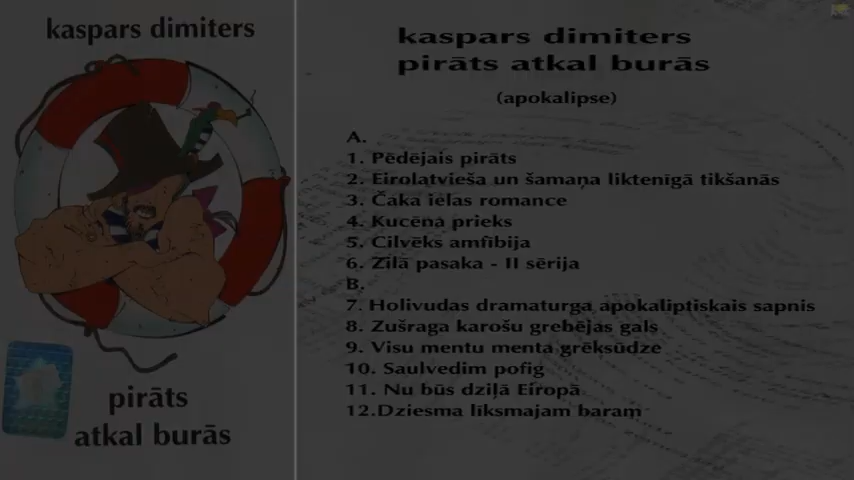 kaspars dimiters
pirāts
atkal burās
kaspars dimiters
pirāts atkal burās
(apokalipse)
A.
1. Pēdējais pirāts
2. Eirolatvieša un šamaņa liktenīgā tikšanās
3. Čaka ielas romance
4. Kucēna prieks
5. Cilvēks amfībija
6. Zilā pasaka - II sērija
B.
7. Holivudas dramaturga apokaliptiskais sapnis
8. Zušraga karošu grebējas gals
9. Visu mentu menta grēksūdze
10. Saulvedim pofig
11. Nu būs dziļā Eiropā
12.Dziesma līksmajam baram